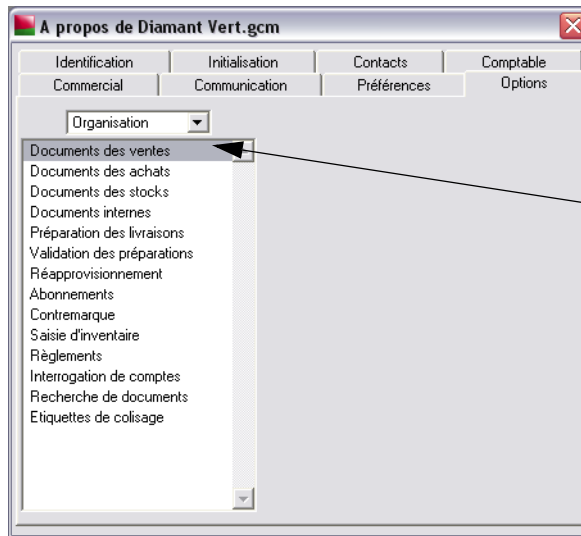 A propos de Diamant Vert.gcm
Identification
Initialisation
Contacts
Comptable
Commercial
Communication
Préférences
Options
Organisation
Documents des ventes
Documents des achats
Documents des stocks
Documents internes
Préparation des livraisons
Validation des préparations
Réapprovisionnement
Abonnements
Contremarque
Saisie d'inventaire
Règlements
Interrogation de comptes
Recherche de documents
Etiquettes de colisage